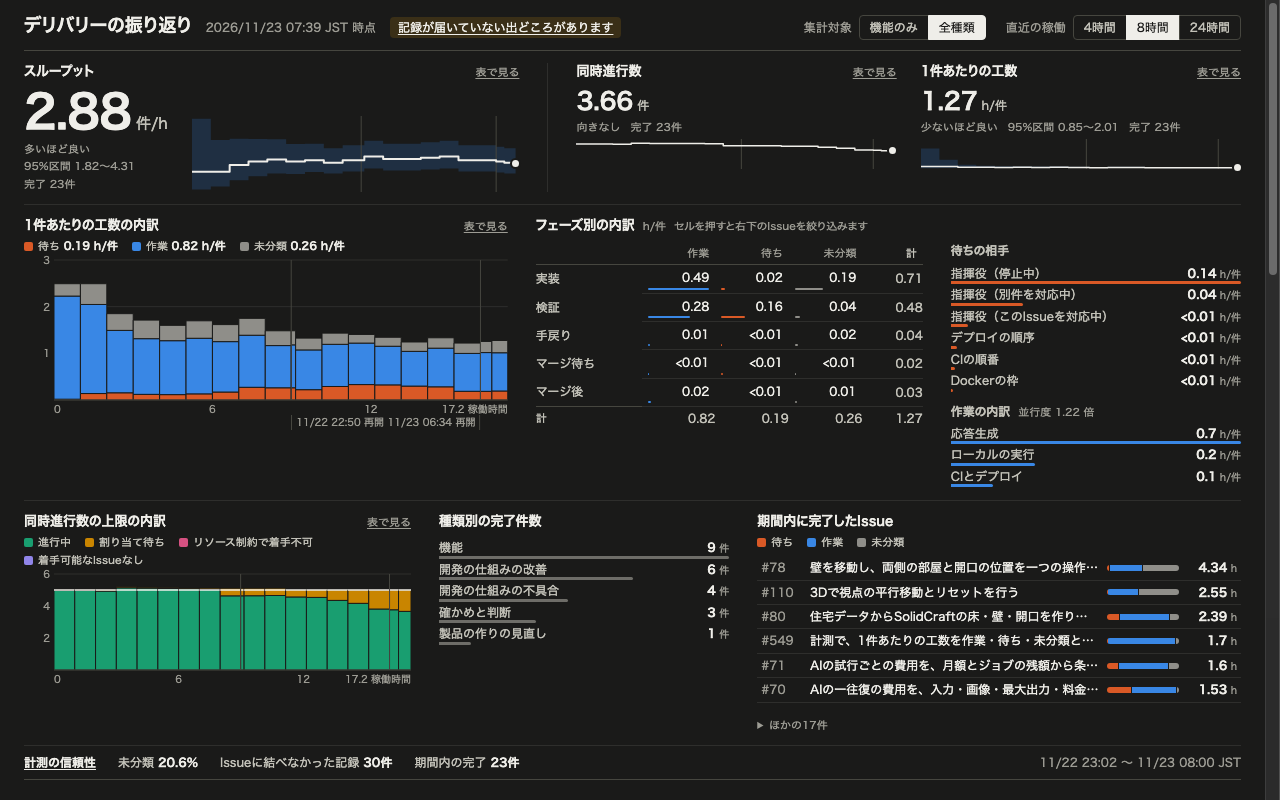 デリバリーの振り返り 2026/11/23 07:39 JST 時点 記録が届いていない出どころがあります 集計対象 機能のみ 全種類 直近の稼働 4時間 8時間 24時間
スループット 表で見る
2.88 件/h
多いほど良い
95%区間 1.82〜4.31
完了 23件
同時進行数 表で見る
3.66 件
向きなし 完了 23件
1件あたりの工数 表で見る
1.27 h/件
少ないほど良い 95%区間 0.85〜2.01 完了 23件
1件あたりの工数の内訳 表で見る
待ち 0.19 h/件 作業 0.82 h/件 未分類 0.26 h/件
3
2
1
0 6 12 17.2 稼働時間
11/22 22:50 再開 11/23 06:34 再開
フェーズ別の内訳 h/件 セルを押すと右下のIssueを絞り込みます
作業 待ち 未分類 計
実装 0.49 0.02 0.19 0.71
検証 0.28 0.16 0.04 0.48
手戻り 0.01 <0.01 0.02 0.04
マージ待ち <0.01 <0.01 <0.01 0.02
マージ後 0.02 <0.01 0.01 0.03
計 0.82 0.19 0.26 1.27
待ちの相手
指揮役（停止中） 0.14 h/件
指揮役（別件を対応中） 0.04 h/件
指揮役（このIssueを対応中） <0.01 h/件
デプロイの順序 <0.01 h/件
CIの順番 <0.01 h/件
Dockerの枠 <0.01 h/件
作業の内訳 並行度 1.22 倍
応答生成 0.7 h/件
ローカルの実行 0.2 h/件
CIとデプロイ 0.1 h/件
同時進行数の上限の内訳 表で見る
進行中 割り当て待ち リソース制約で着手不可
着手可能なIssueなし
6
4
2
0 6 12 17.2 稼働時間
種類別の完了件数
機能 9 件
開発の仕組みの改善 6 件
開発の仕組みの不具合 4 件
確かめと判断 3 件
製品の作りの見直し 1 件
期間内に完了したIssue
待ち 作業 未分類
#78 壁を移動し、両側の部屋と開口の位置を一つの操作… 4.34 h
#110 3Dで視点の平行移動とリセットを行う 2.55 h
#80 住宅データからSolidCraftの床・壁・開口を作り… 2.39 h
#549 計測で、1件あたりの工数を作業・待ち・未分類と… 1.7 h
#71 AIの試行ごとの費用を、月額とジョブの残額から条… 1.6 h
#70 AIの一往復の費用を、入力・画像・最大出力・料金… 1.53 h
▶ ほかの17件
計測の信頼性 未分類 20.6% Issueに結べなかった記録 30件 期間内の完了 23件 11/22 23:02 〜 11/23 08:00 JST